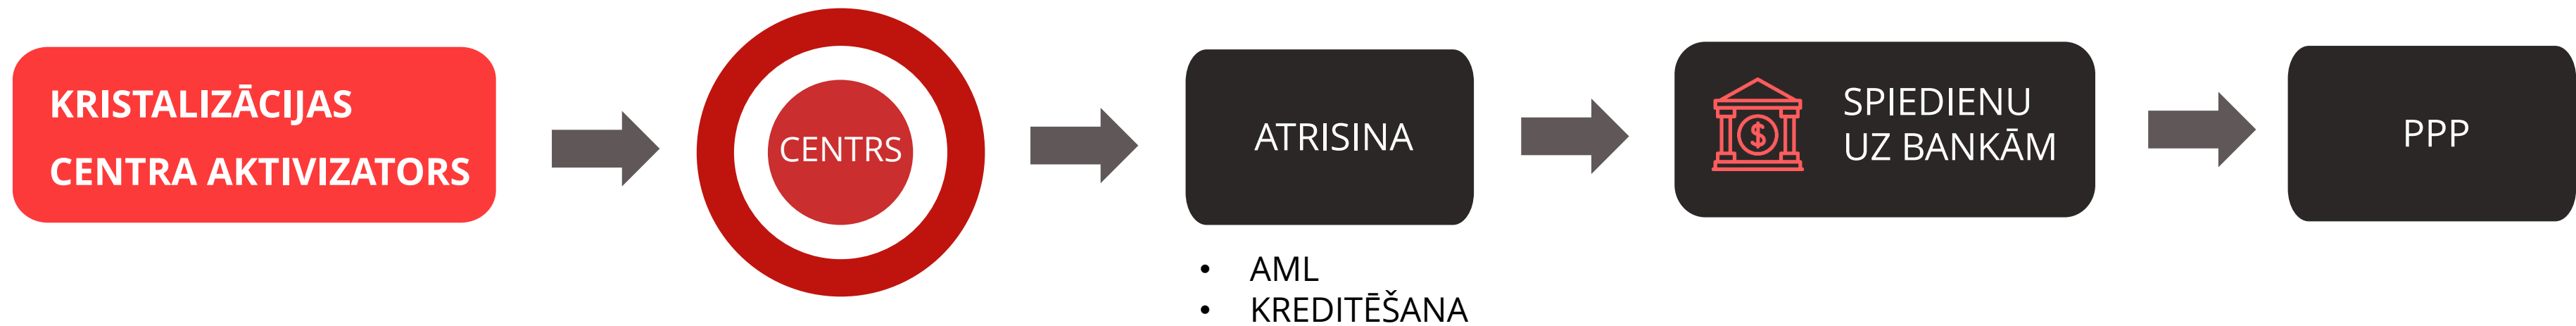 KRISTALIZĀCIJAS
CENTRA AKTIVIZATORS
CENTRS
ATRISINA
• AML
• KREDITĒŠANA
SPIEDIENU
UZ BANKĀM
PPP